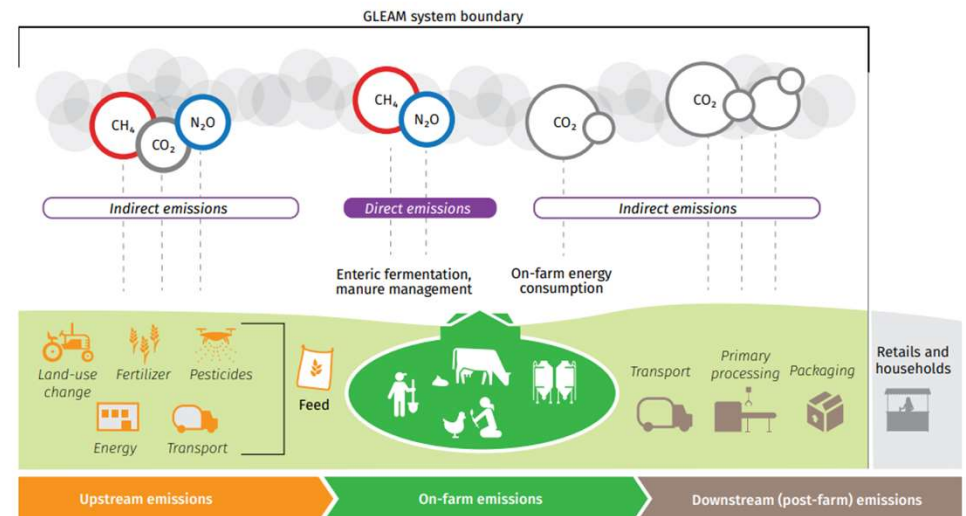 GLEAM system boundary
CH₄
CO₂
N₂O
CH₄
N₂O
CO₂
CO₂
Indirect emissions
Direct emissions
Indirect emissions
Enteric fermentation,
manure management
On-farm energy
consumption
Land-use
change
Fertilizer
Pesticides
Energy
Transport
Feed
Transport
Primary
processing
Packaging
Retails and
households
Upstream emissions
On-farm emissions
Downstream (post-farm) emissions